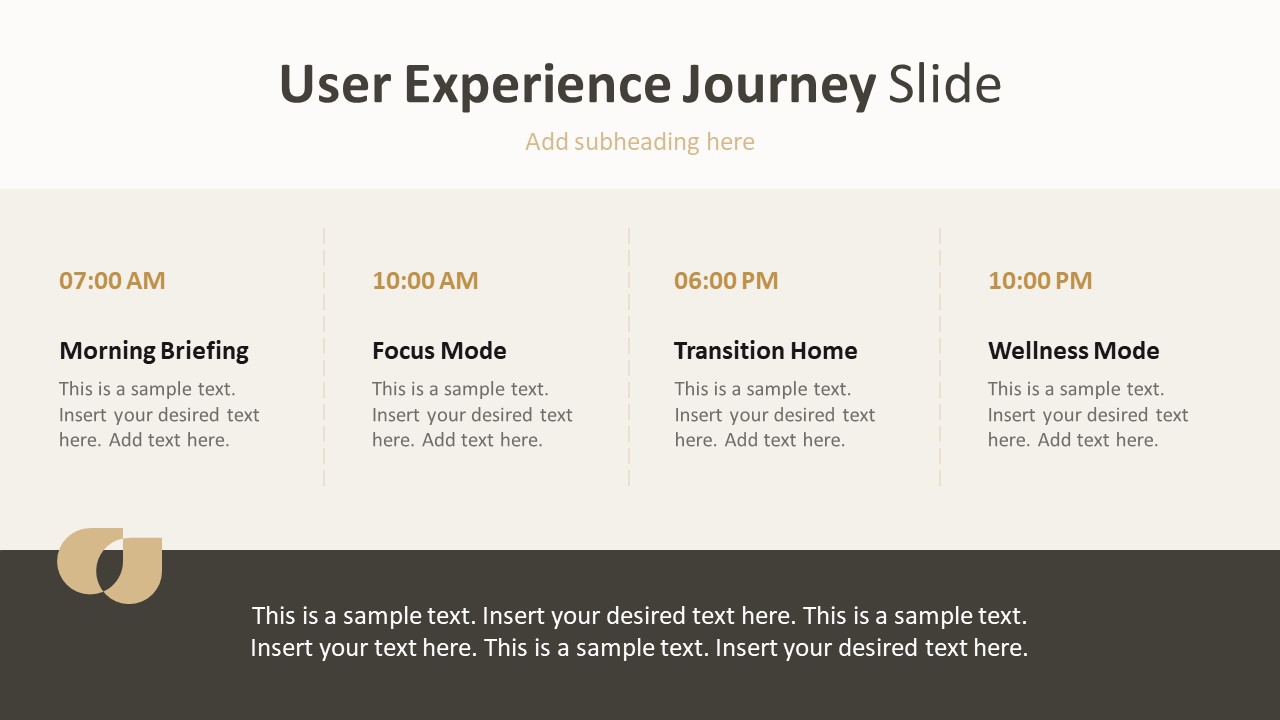 User Experience Journey Slide
Add subheading here
07:00 AM
Morning Briefing
This is a sample text.
Insert your desired text
here. Add text here.
10:00 AM
Focus Mode
This is a sample text.
Insert your desired text
here. Add text here.
06:00 PM
Transition Home
This is a sample text.
Insert your desired text
here. Add text here.
10:00 PM
Wellness Mode
This is a sample text.
Insert your desired text
here. Add text here.
This is a sample text. Insert your desired text here. This is a sample text.
Insert your text here. This is a sample text. Insert your desired text here.